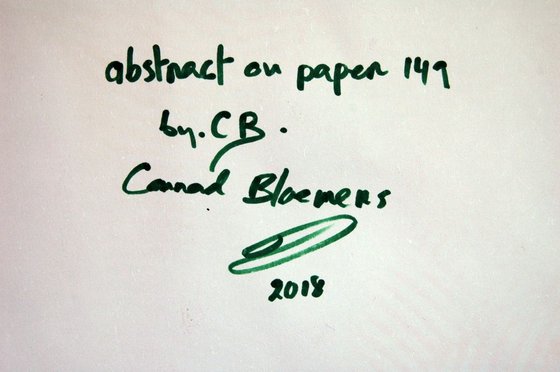 abstract on paper 149
by. CB.
Conrad Bloemers
2018